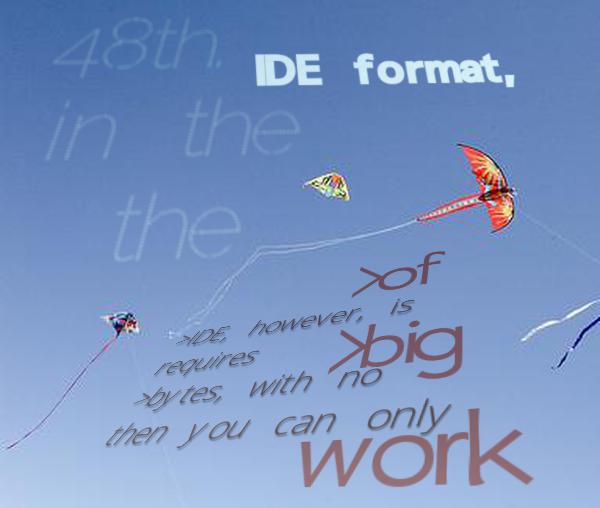 48th.
IDE format,
in the
the
>of
>big
work
>IDE, however, is
requires
>bytes, with no
then you can only